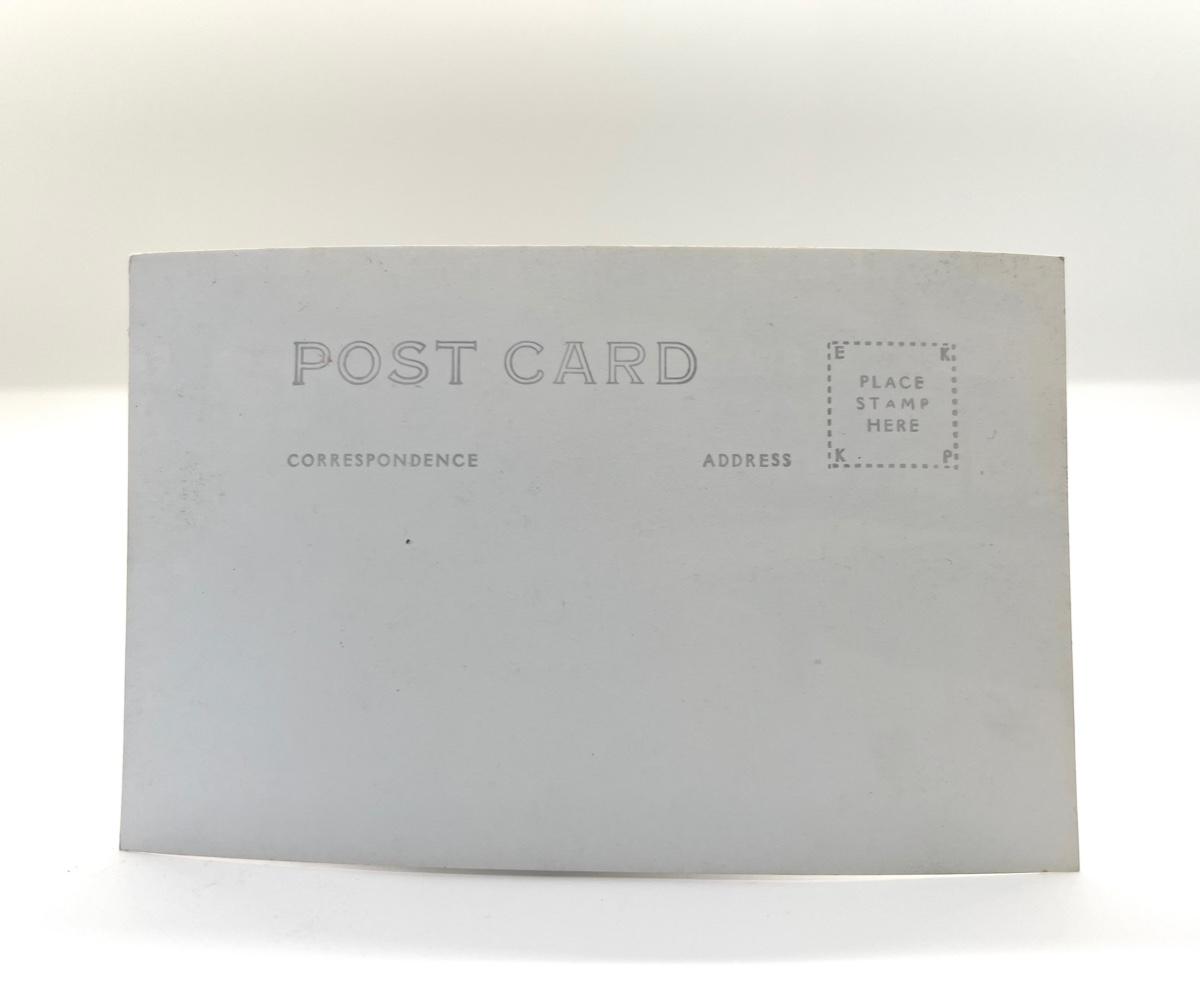 POST CARD
CORRESPONDENCE
ADDRESS
E K
PLACE
STAMP
HERE
K P